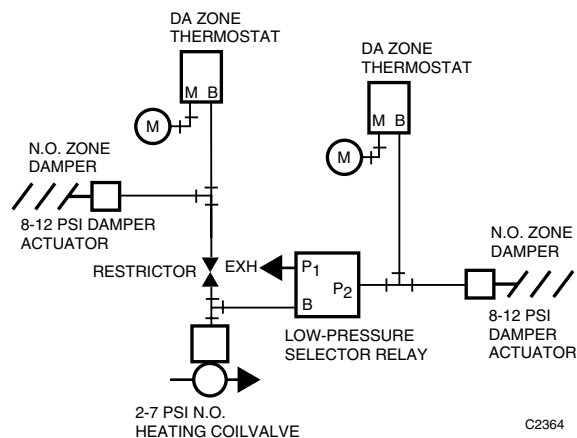 DA ZONE
THERMOSTAT
M B
M
DA ZONE
THERMOSTAT
M B
M
N.O. ZONE
DAMPER
8-12 PSI DAMPER
ACTUATOR
RESTRICTOR
EXH
P1
P2
B
LOW-PRESSURE
SELECTOR RELAY
N.O. ZONE
DAMPER
8-12 PSI
DAMPER
ACTUATOR
2-7 PSI N.O.
HEATING COILVALVE
C2364